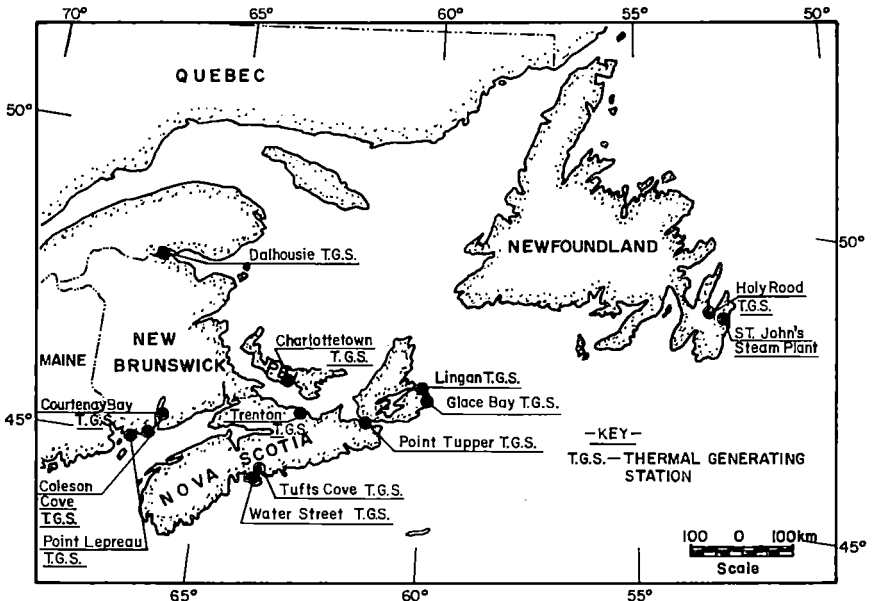 70° 65° 60° 55° 50°
QUEBEC
50°
50°
NEWFOUNDLAND
Dalhousie T.G.S.
Holy Rood
T.G.S.
ST. John's
Steam Plant
NEW
BRUNSWICK
MAINE
Charlottetown
T.G.S.
PEI
Lingan T.G.S.
Glace Bay T.G.S.
Courtenay Bay
T.G.S.
45°
Trenton
T.G.S.
Point Tupper T.G.S.
NOVA SCOTIA
Coleson
Cove
T.G.S.
Tufts Cove T.G.S.
Water Street T.G.S.
Point Lepreau
T.G.S.
—KEY—
T.G.S.—THERMAL GENERATING
STATION
100 0 100km
Scale
45°
65° 60° 55°